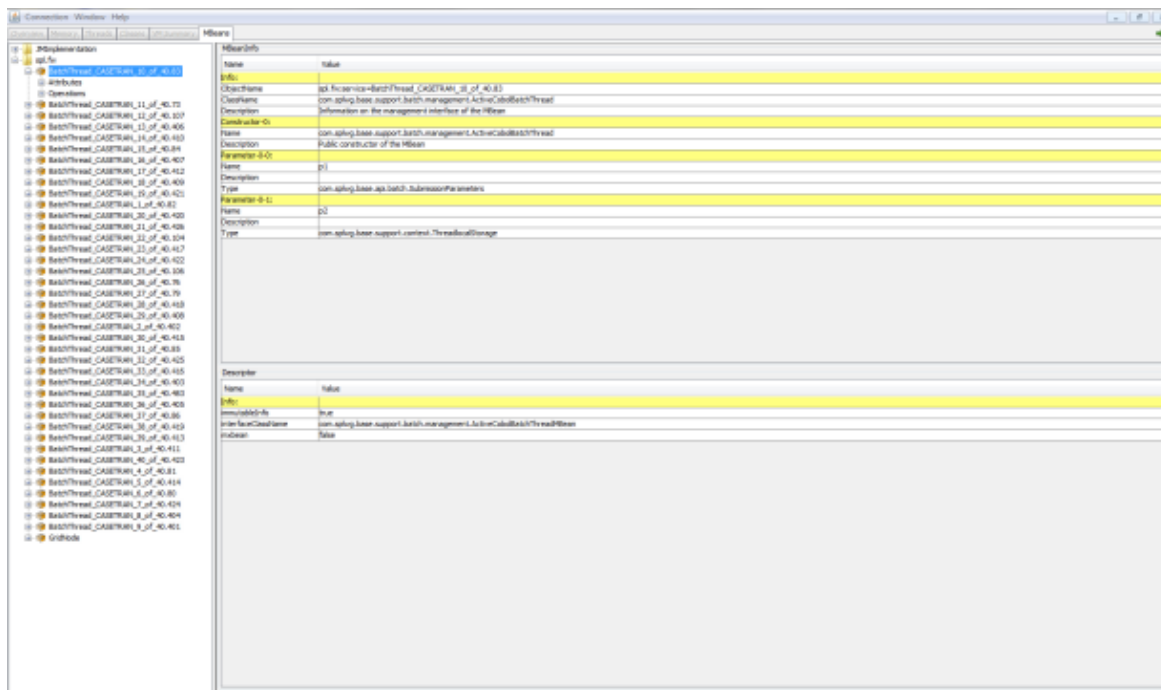 Connection Window Help
Overview Memory Threads Classes VM Summary MBeans
JMImplementation
spl.fw
BatchThread_CASETRAN_10_of_40.83
Attributes
Operations
BatchThread_CASETRAN_11_of_40.73
BatchThread_CASETRAN_12_of_40.107
BatchThread_CASETRAN_13_of_40.406
BatchThread_CASETRAN_14_of_40.410
BatchThread_CASETRAN_15_of_40.84
BatchThread_CASETRAN_16_of_40.407
BatchThread_CASETRAN_17_of_40.412
BatchThread_CASETRAN_18_of_40.409
BatchThread_CASETRAN_19_of_40.421
BatchThread_CASETRAN_1_of_40.82
BatchThread_CASETRAN_20_of_40.420
BatchThread_CASETRAN_21_of_40.426
BatchThread_CASETRAN_22_of_40.104
BatchThread_CASETRAN_23_of_40.417
BatchThread_CASETRAN_24_of_40.422
BatchThread_CASETRAN_25_of_40.106
BatchThread_CASETRAN_26_of_40.76
BatchThread_CASETRAN_27_of_40.79
BatchThread_CASETRAN_28_of_40.418
BatchThread_CASETRAN_29_of_40.408
BatchThread_CASETRAN_2_of_40.402
BatchThread_CASETRAN_30_of_40.415
BatchThread_CASETRAN_31_of_40.85
BatchThread_CASETRAN_32_of_40.425
BatchThread_CASETRAN_33_of_40.416
BatchThread_CASETRAN_34_of_40.403
BatchThread_CASETRAN_35_of_40.483
BatchThread_CASETRAN_36_of_40.405
BatchThread_CASETRAN_37_of_40.86
BatchThread_CASETRAN_38_of_40.419
BatchThread_CASETRAN_39_of_40.413
BatchThread_CASETRAN_3_of_40.411
BatchThread_CASETRAN_40_of_40.423
BatchThread_CASETRAN_4_of_40.81
BatchThread_CASETRAN_5_of_40.414
BatchThread_CASETRAN_6_of_40.80
BatchThread_CASETRAN_7_of_40.424
BatchThread_CASETRAN_8_of_40.404
BatchThread_CASETRAN_9_of_40.401
GridNode
MBeanInfo
Name Value
Info:
ObjectName spl.fw:service=BatchThread_CASETRAN_10_of_40.83
ClassName com.splwg.base.support.batch.management.ActiveCobolBatchThread
Description Information on the management interface of the MBean
Constructor-0:
Name com.splwg.base.support.batch.management.ActiveCobolBatchThread
Description Public constructor of the MBean
Parameter-0-0:
Name p1
Description
Type com.splwg.base.api.batch.SubmissionParameters
Parameter-0-1:
Name p2
Description
Type com.splwg.base.support.context.ThreadlocalStorage
Descriptor
Name Value
Info:
immutableInfo true
interfaceClassName com.splwg.base.support.batch.management.ActiveCobolBatchThreadMBean
mxbean false